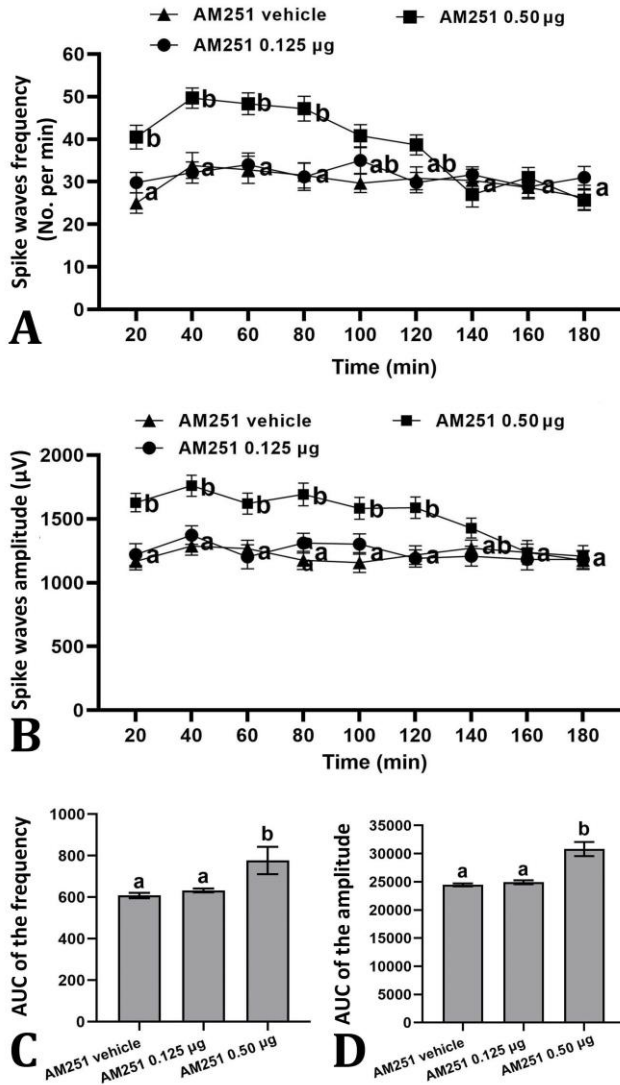 AM251 vehicle AM251 0.50 µg
AM251 0.125 µg
Spike waves frequency
(No. per min)
60
50
40
30
20
10
0
b b b b
a a a a ab ab a a a
20 40 60 80 100 120 140 160 180
Time (min)
A
AM251 vehicle AM251 0.50 µg
AM251 0.125 µg
Spike waves amplitude (µV)
2000
1500
1000
500
0
b b b b b b
a a a a a a a ab a a
20 40 60 80 100 120 140 160 180
Time (min)
B
AUC of the frequency
1000
800
600
400
200
0
a a b
AM251 vehicle
AM251 0.125 µg
AM251 0.50 µg
C
AUC of the amplitude
35000
30000
25000
20000
15000
10000
5000
0
a a b
AM251 vehicle
AM251 0.125 µg
AM251 0.50 µg
D